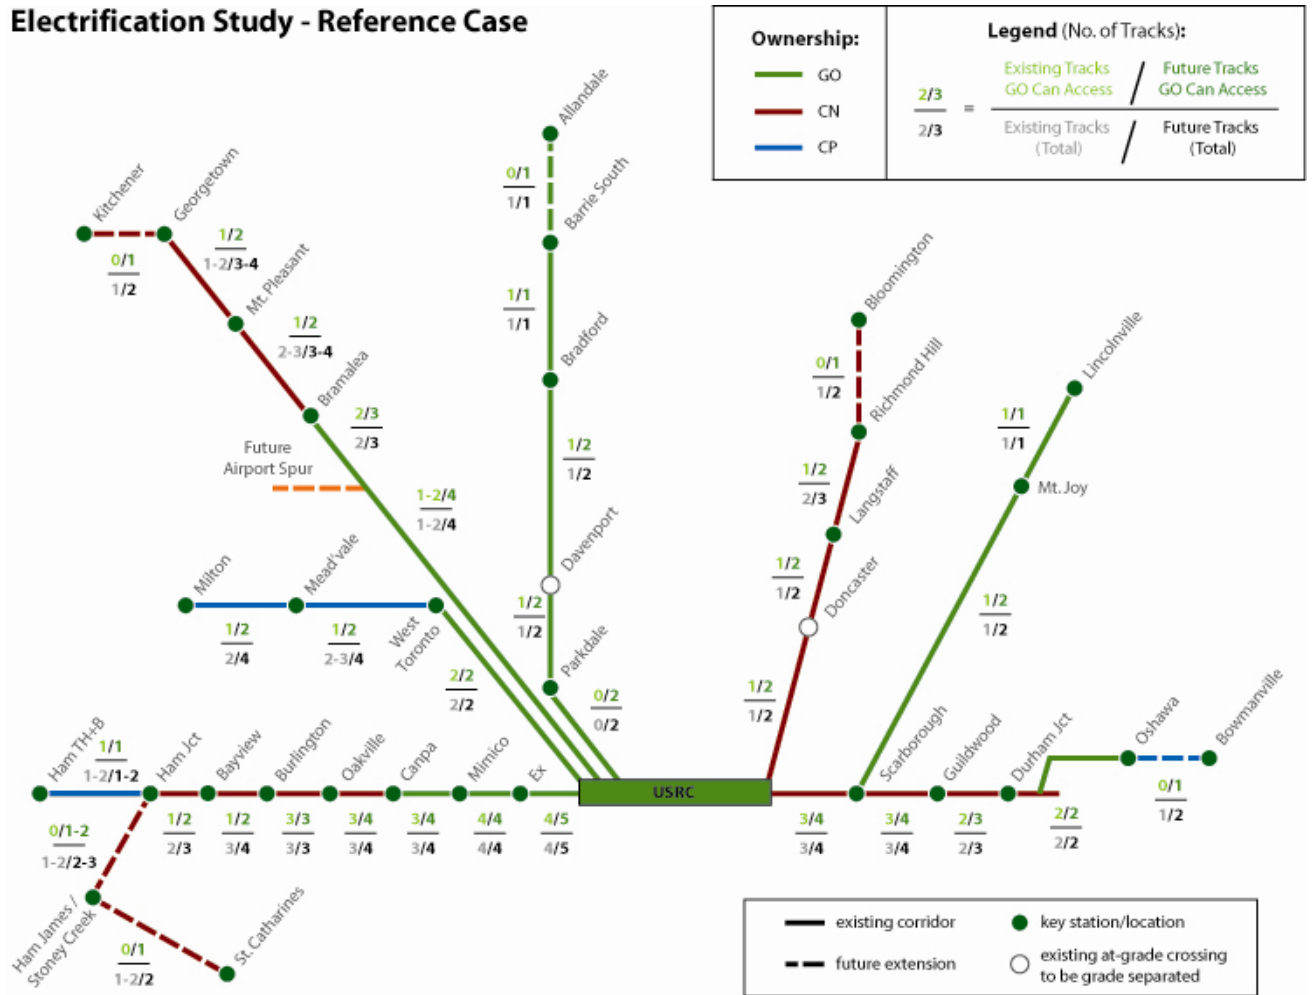 Electrification Study - Reference Case
Ownership:
GO
CN
CP
Legend (No. of Tracks):
2/3
2/3
=
Existing Tracks
GO Can Access
/
Future Tracks
GO Can Access
Existing Tracks
(Total)
/
Future Tracks
(Total)
Kitchener
Georgetown
0/1
1/2
1/2
1-2/3-4
Mt. Pleasant
1/2
2-3/3-4
Bramalea
2/3
2/3
Future
Airport Spur
1-2/4
1-2/4
Allandale
0/1
1/1
Barrie South
1/1
1/1
Bradford
1/2
1/2
Davenport
1/2
1/2
Parkdale
0/2
0/2
Milton
Mead'vale
West
Toronto
1/2
2/4
1/2
2-3/4
2/2
2/2
Bloomington
0/1
1/2
Richmond Hill
1/2
2/3
Langstaff
1/2
1/2
Doncaster
1/2
1/2
Lincolnville
1/1
1/1
Mt. Joy
1/2
1/2
Ham TH+B
1/1
1-2/1-2
Ham Jct
Bayview
Burlington
Oakville
Canpa
Mimico
Ex
USRC
Scarborough
Guildwood
Durham Jct
Oshawa
Bowmanville
0/1-2
1-2/2-3
1/2
2/3
1/2
3/4
3/3
3/3
3/4
3/4
3/4
3/4
4/4
4/4
4/5
4/5
3/4
3/4
3/4
3/4
2/3
2/3
2/2
2/2
0/1
1/2
Ham James /
Stoney Creek
0/1
1-2/2
St. Catharines
existing corridor
future extension
key station/location
existing at-grade crossing
to be grade separated